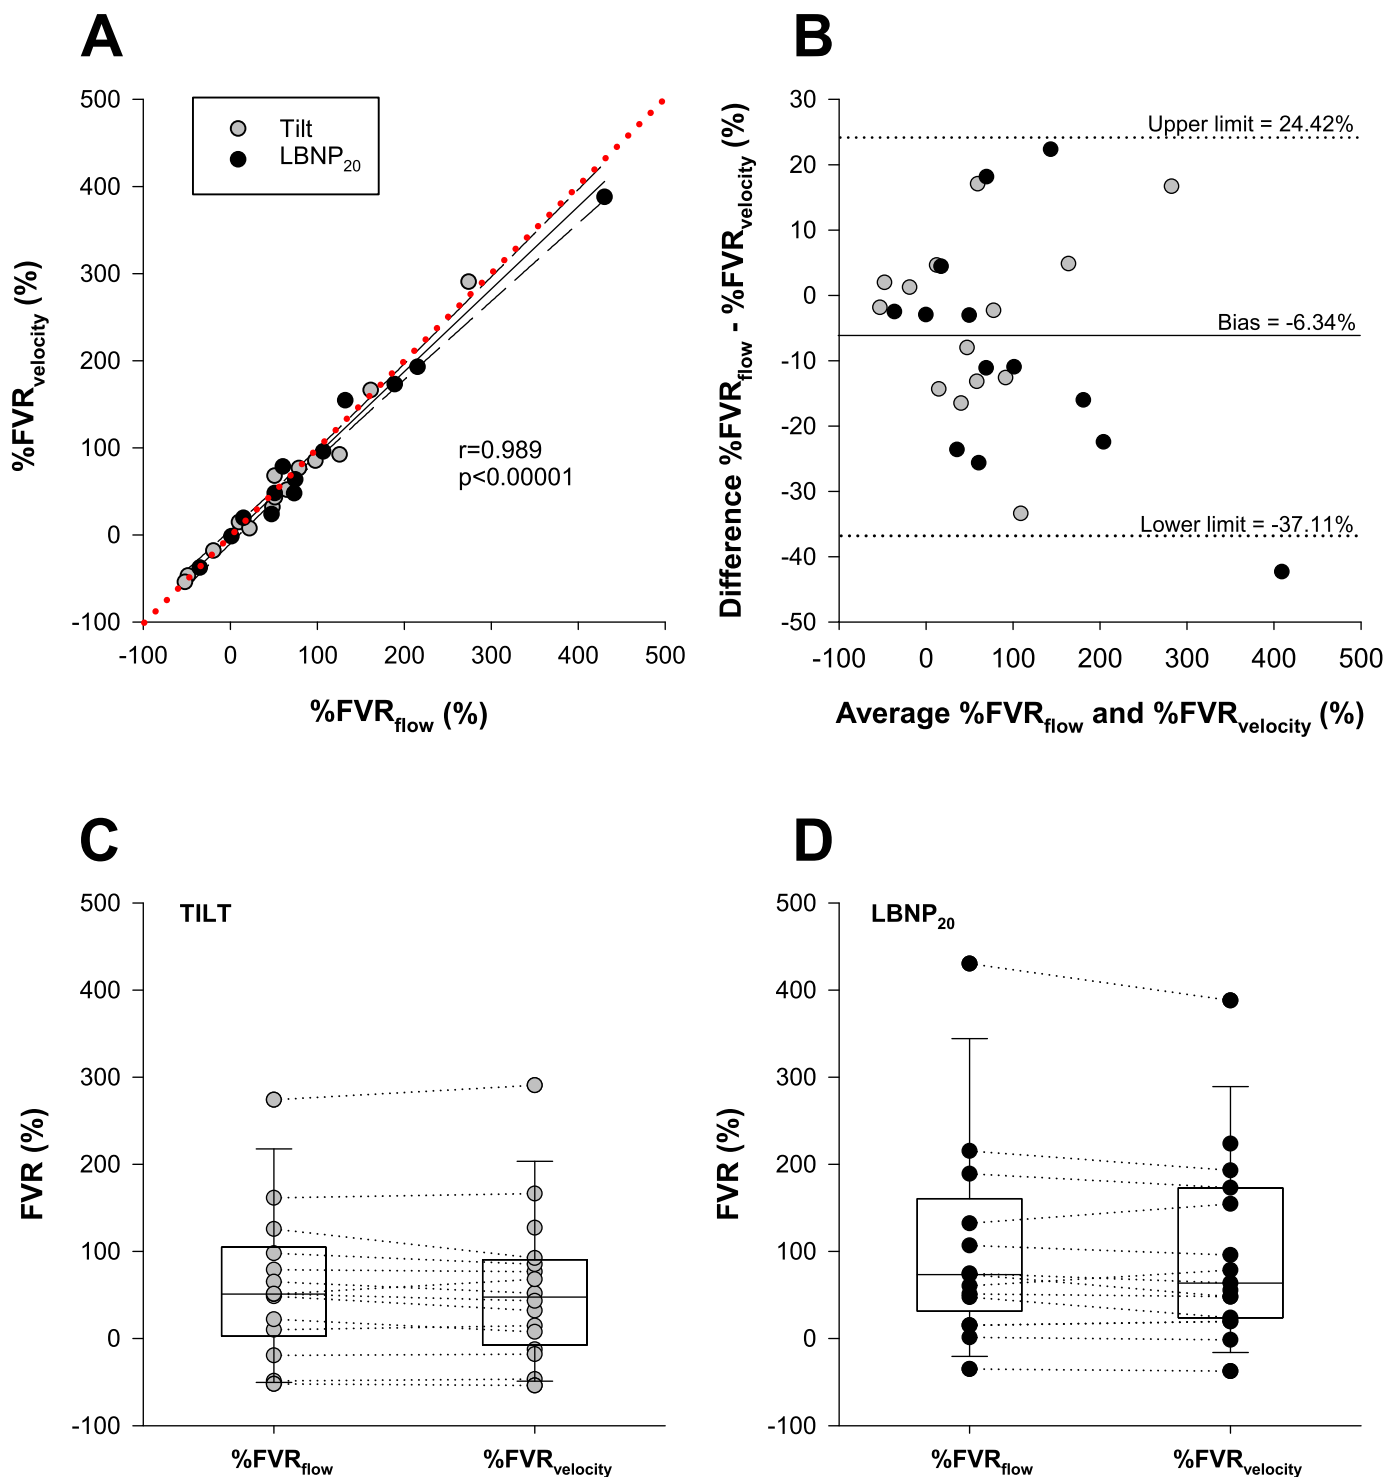 A
%FVRvelocity (%)
500
400
300
200
100
0
-100
Tilt
LBNP20
r=0.989
p<0.00001
-100 0 100 200 300 400 500
%FVRflow (%)
B
Difference %FVRflow - %FVRvelocity (%)
30
20
10
0
-10
-20
-30
-40
-50
Upper limit = 24.42%
Bias = -6.34%
Lower limit = -37.11%
-100 0 100 200 300 400 500
Average %FVRflow and %FVRvelocity (%)
C
FVR (%)
500
400
300
200
100
0
-100
TILT
%FVRflow %FVRvelocity
D
FVR (%)
500
400
300
200
100
0
-100
LBNP20
%FVRflow %FVRvelocity